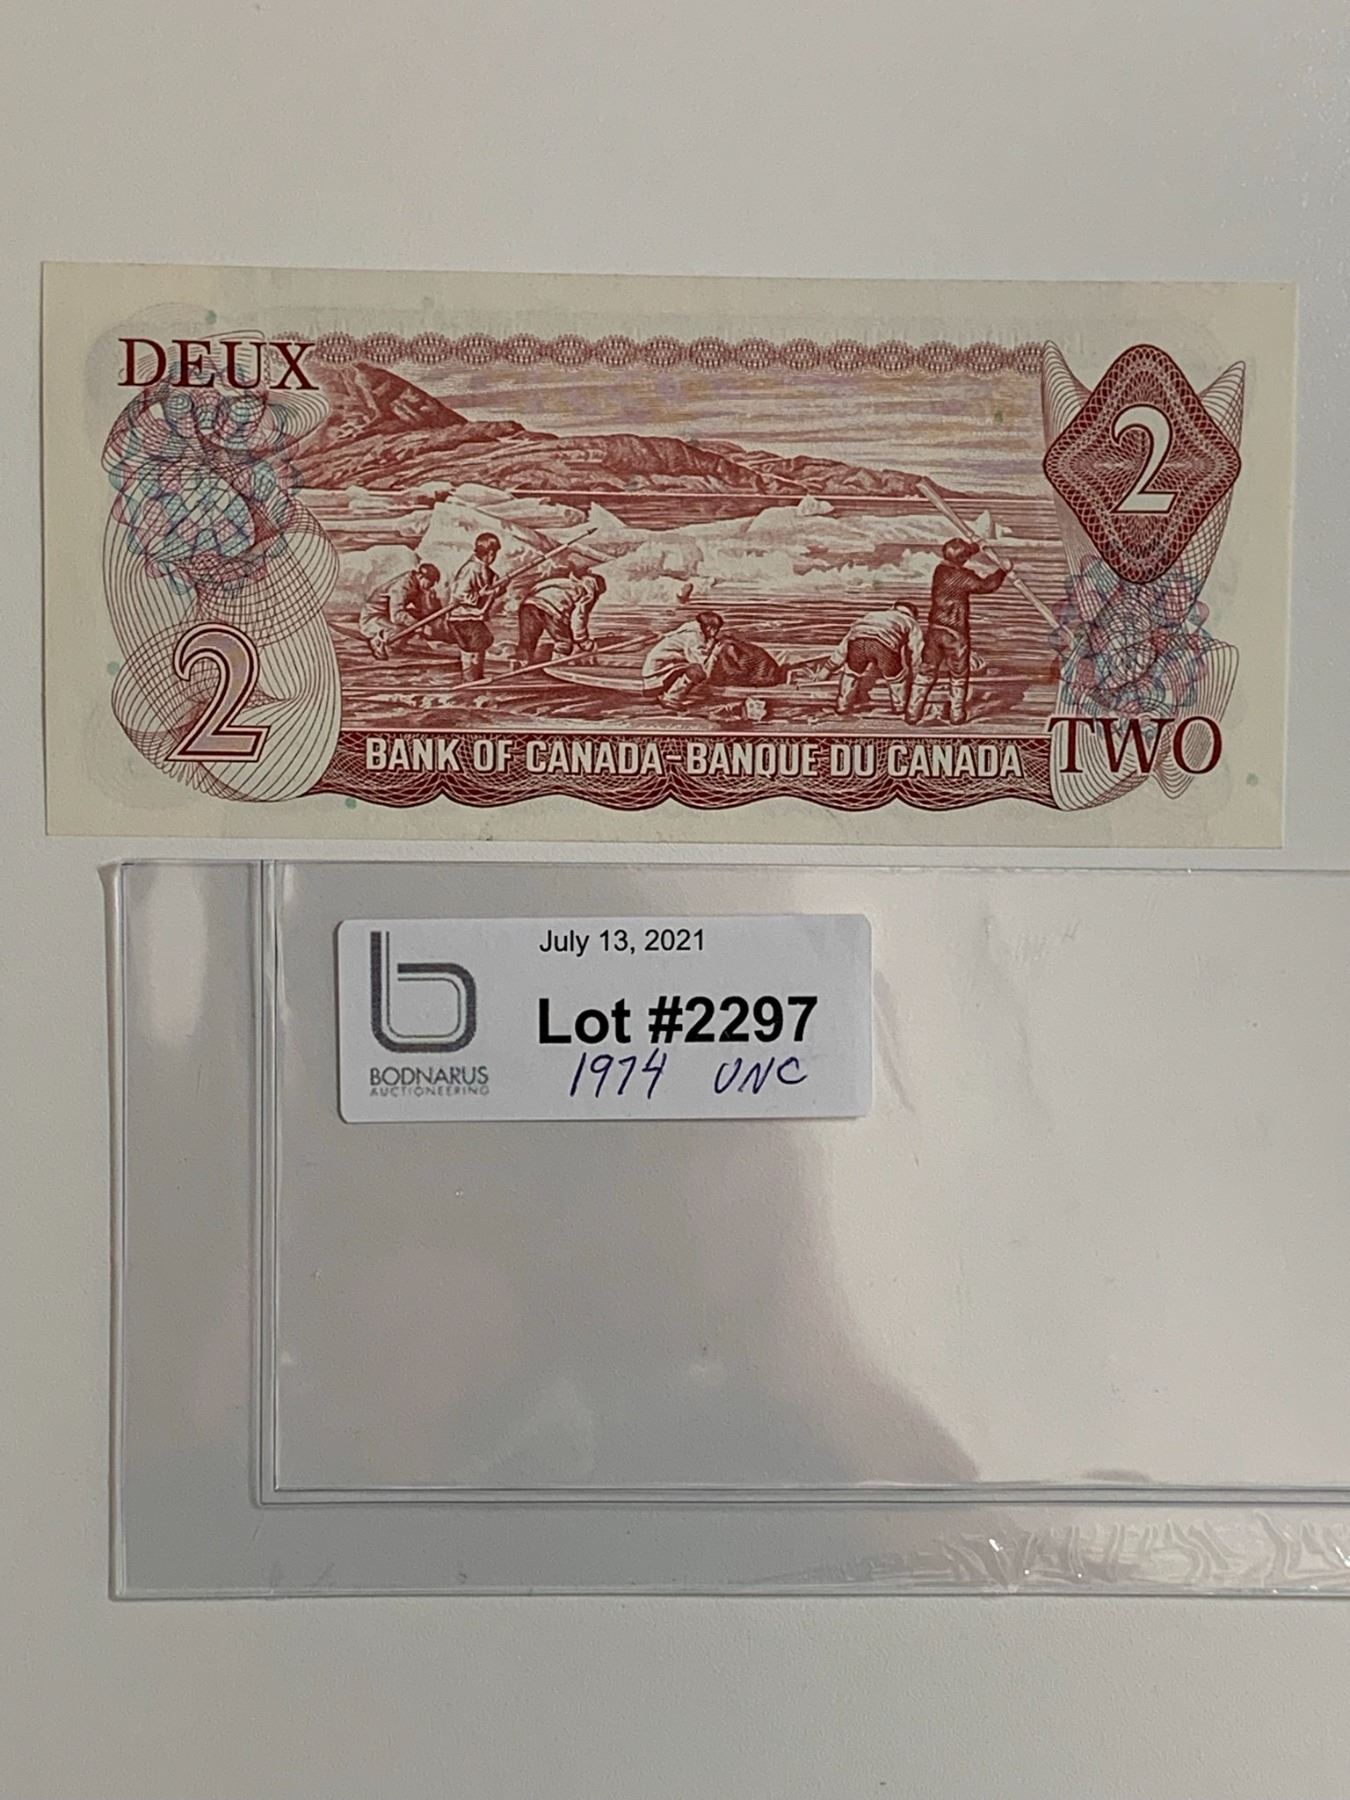 DEUX
2
2
BANK OF CANADA-BANQUE DU CANADA
TWO
July 13, 2021
Lot #2297
1974 UNC
b
BODNARUS
AUCTIONEERING